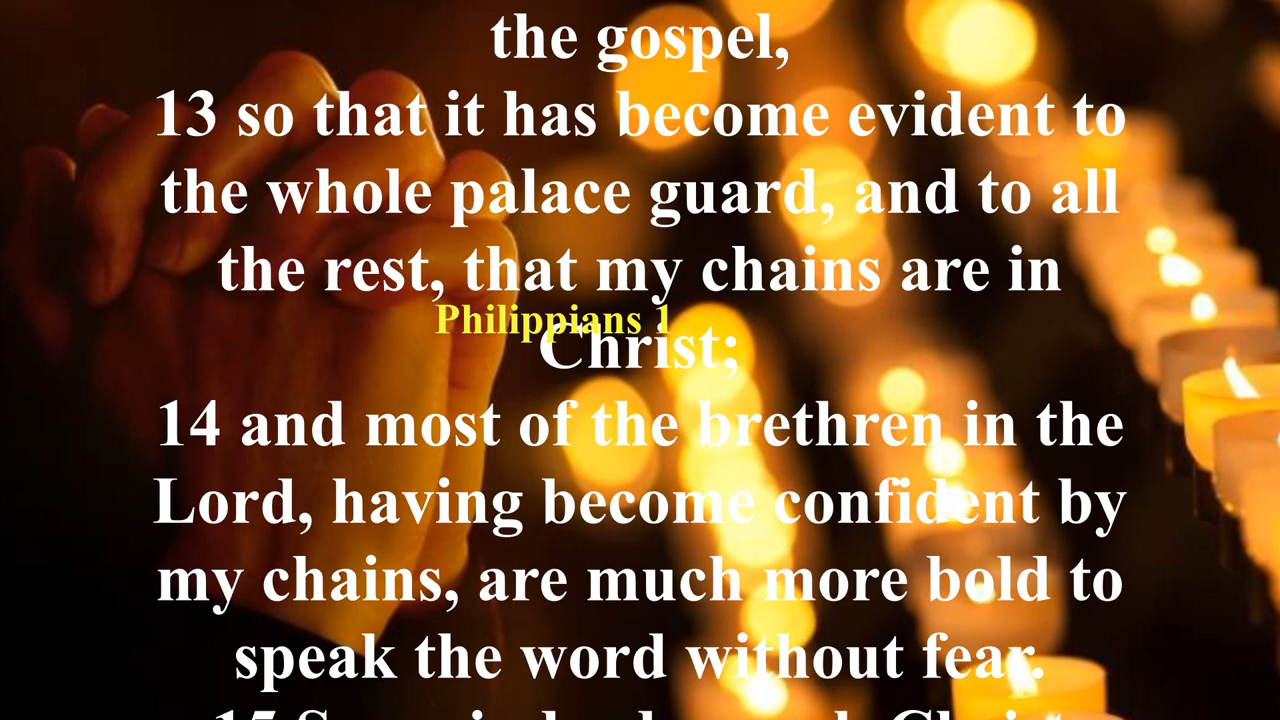 the gospel,
13 so that it has become evident to
the whole palace guard, and to all
the rest, that my chains are in
Philippians 1
Christ;
14 and most of the brethren in the
Lord, having become confident by
my chains, are much more bold to
speak the word without fear.